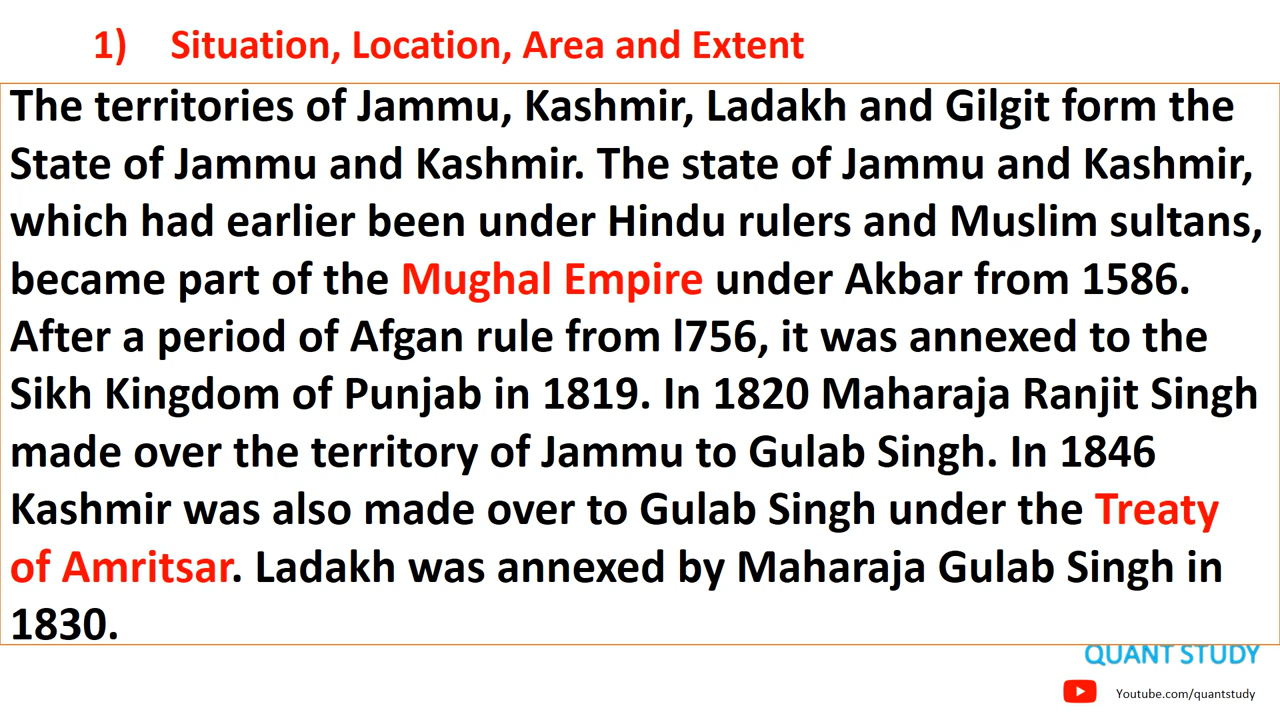 1) Situation, Location, Area and Extent
The territories of Jammu, Kashmir, Ladakh and Gilgit form the
State of Jammu and Kashmir. The state of Jammu and Kashmir,
which had earlier been under Hindu rulers and Muslim sultans,
became part of the Mughal Empire under Akbar from 1586.
After a period of Afgan rule from l756, it was annexed to the
Sikh Kingdom of Punjab in 1819. In 1820 Maharaja Ranjit Singh
made over the territory of Jammu to Gulab Singh. In 1846
Kashmir was also made over to Gulab Singh under the Treaty
of Amritsar. Ladakh was annexed by Maharaja Gulab Singh in
1830.
QUANT STUDY
Youtube.com/quantstudy